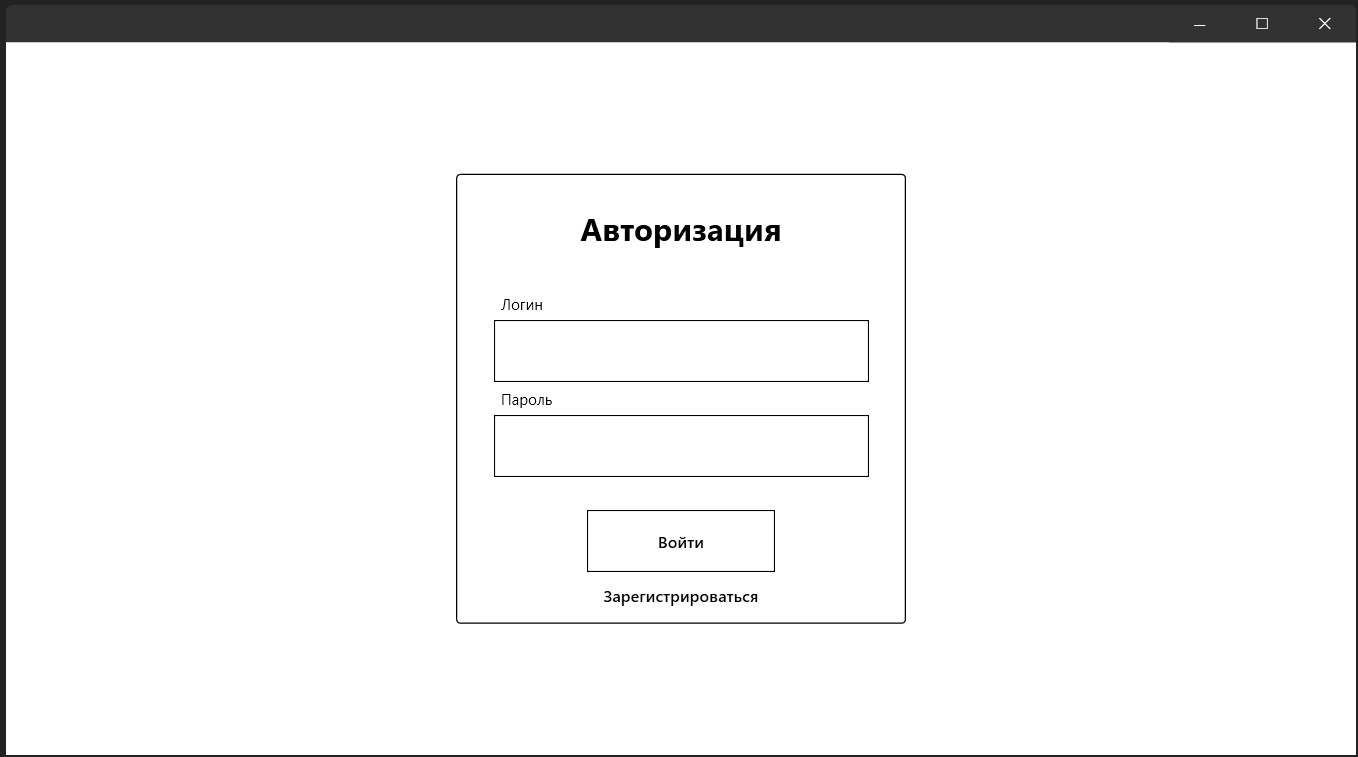 Авторизация
Логин
Пароль
Войти
Зарегистрироваться